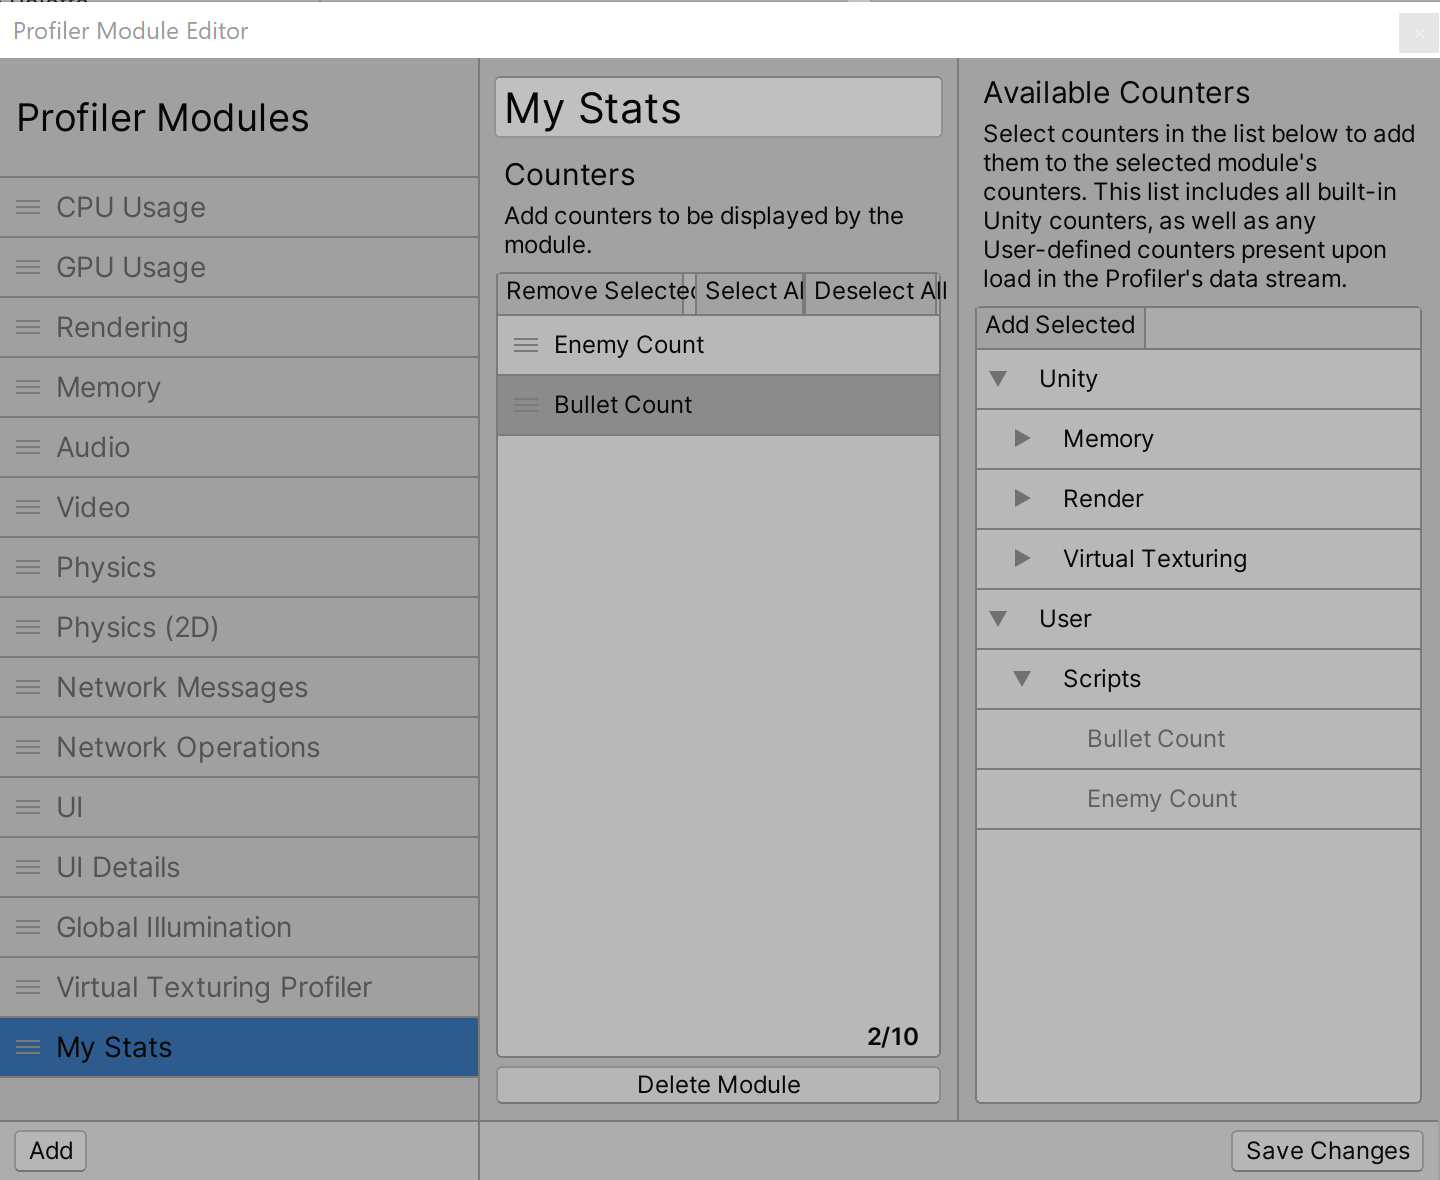 Profiler Module Editor
Profiler Modules
CPU Usage
GPU Usage
Rendering
Memory
Audio
Video
Physics
Physics (2D)
Network Messages
Network Operations
UI
UI Details
Global Illumination
Virtual Texturing Profiler
My Stats
Add
My Stats
Counters
Add counters to be displayed by the
module.
Remove Selected Select Al Deselect All
Enemy Count
Bullet Count
2/10
Delete Module
Available Counters
Select counters in the list below to add
them to the selected module's
counters. This list includes all built-in
Unity counters, as well as any
User-defined counters present upon
load in the Profiler's data stream.
Add Selected
Unity
Memory
Render
Virtual Texturing
User
Scripts
Bullet Count
Enemy Count
Save Changes